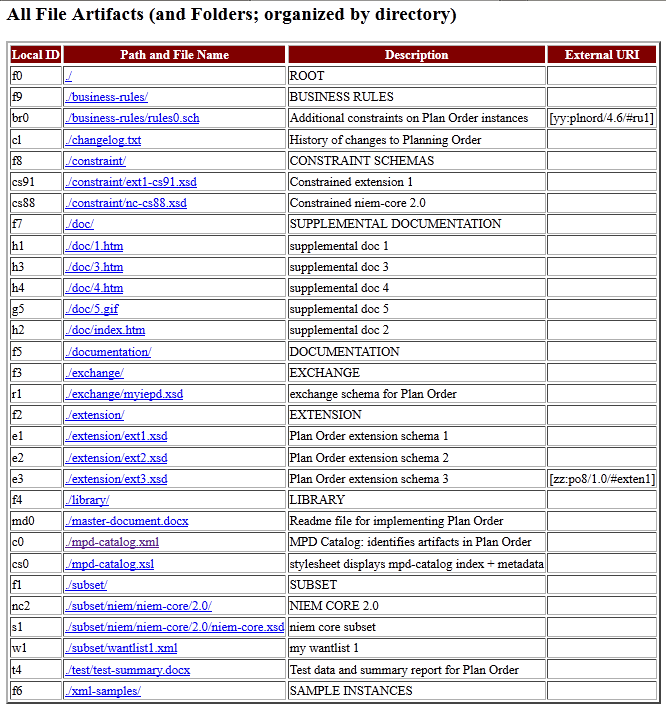 All File Artifacts (and Folders; organized by directory)
Local ID Path and File Name Description External URI
f0 ./ ROOT
f9 ./business-rules/ BUSINESS RULES
br0 ./business-rules/rules0.sch Additional constraints on Plan Order instances [yy:plnord/4.6/#ru1]
c1 ./changelog.txt History of changes to Planning Order
f8 ./constraint/ CONSTRAINT SCHEMAS
cs91 ./constraint/ext1-cs91.xsd Constrained extension 1
cs88 ./constraint/nc-cs88.xsd Constrained niem-core 2.0
f7 ./doc/ SUPPLEMENTAL DOCUMENTATION
h1 ./doc/1.htm supplemental doc 1
h3 ./doc/3.htm supplemental doc 3
h4 ./doc/4.htm supplemental doc 4
g5 ./doc/5.gif supplemental doc 5
h2 ./doc/index.htm supplemental doc 2
f5 ./documentation/ DOCUMENTATION
f3 ./exchange/ EXCHANGE
r1 ./exchange/myiepd.xsd exchange schema for Plan Order
f2 ./extension/ EXTENSION
e1 ./extension/ext1.xsd Plan Order extension schema 1
e2 ./extension/ext2.xsd Plan Order extension schema 2
e3 ./extension/ext3.xsd Plan Order extension schema 3 [zz:po8/1.0/#exten1]
f4 ./library/ LIBRARY
md0 ./master-document.docx Readme file for implementing Plan Order
c0 ./mpd-catalog.xml MPD Catalog: identifies artifacts in Plan Order
cs0 ./mpd-catalog.xsl stylesheet displays mpd-catalog index + metadata
f1 ./subset/ SUBSET
nc2 ./subset/niem/niem-core/2.0/ NIEM CORE 2.0
s1 ./subset/niem/niem-core/2.0/niem-core.xsd niem core subset
w1 ./subset/wantlist1.xml my wantlist 1
t4 ./test/test-summary.docx Test data and summary report for Plan Order
f6 ./xml-samples/ SAMPLE INSTANCES